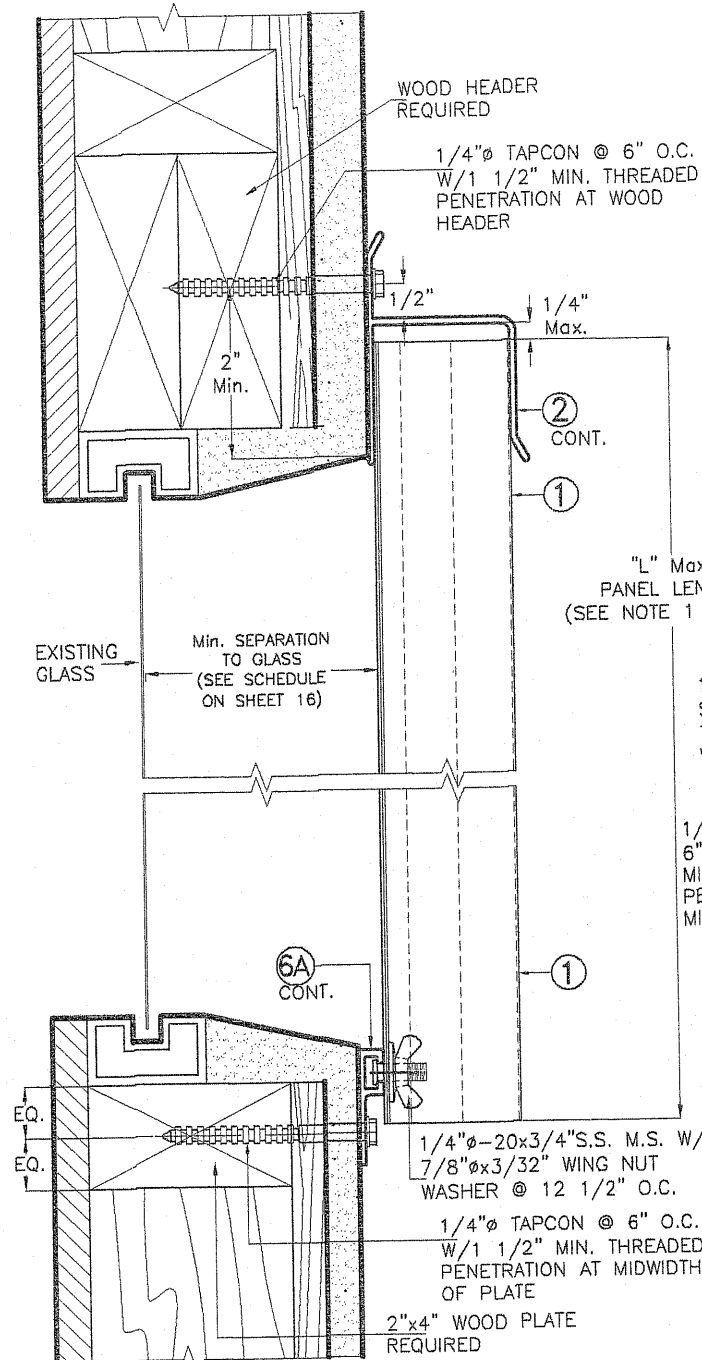 WOOD HEADER
REQUIRED
1/4"ø TAPCON @ 6" O.C.
W/1 1/2" MIN. THREADED
PENETRATION AT WOOD
HEADER
1/2"
1/4"
Max.
2"
Min.
2
CONT.
1
"L" Max
PANEL LEN
(SEE NOTE 1
EXISTING
GLASS
Min. SEPARATION
TO GLASS
(SEE SCHEDULE
ON SHEET 16)
1/
6"
MI
PE
MI
6A
CONT.
1
EQ.
EQ.
1/4"ø-20x3/4"S.S. M.S. W/
7/8"øx3/32" WING NUT
WASHER @ 12 1/2" O.C.
1/4"ø TAPCON @ 6" O.C.
W/1 1/2" MIN. THREADED
PENETRATION AT MIDWIDTH
OF PLATE
2"x4" WOOD PLATE
REQUIRED